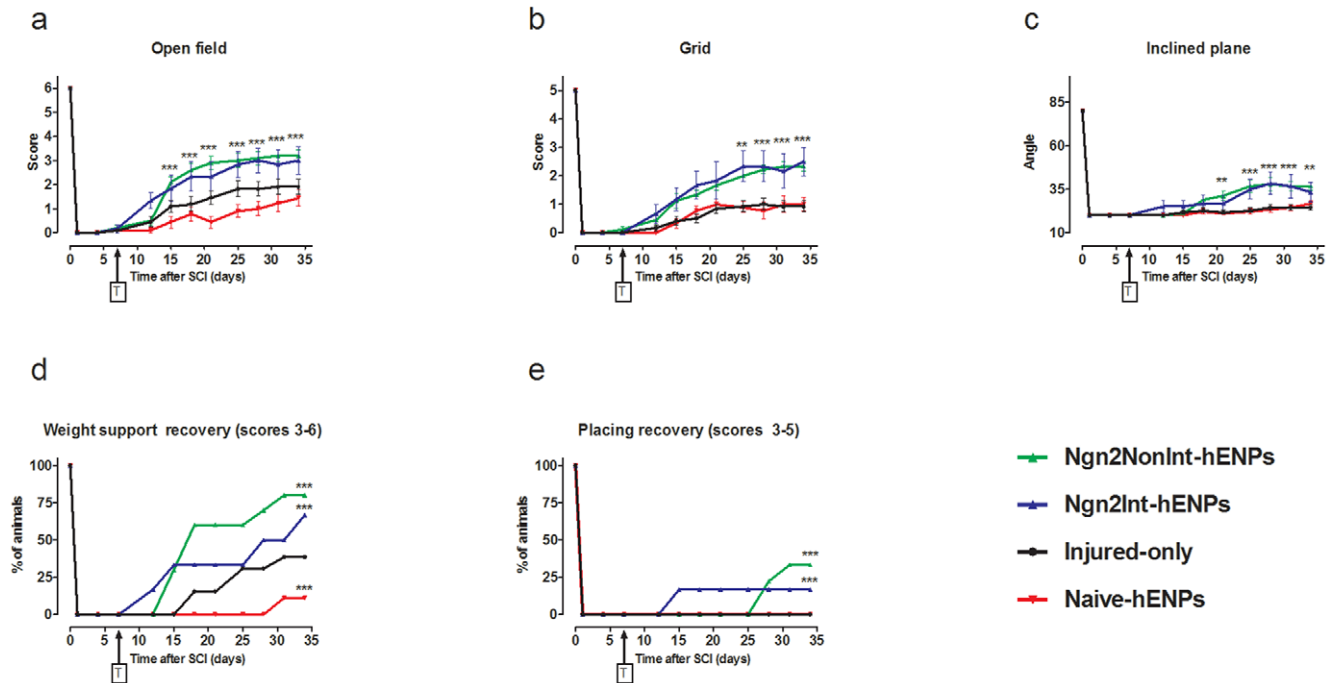 a
Open field
Score
6
5
4
3
2
1
0
*** *** *** *** *** *** ***
0 5 10 15 20 25 30 35
Time after SCI (days)
T
b
Grid
Score
5
4
3
2
1
0
** *** *** ***
0 5 10 15 20 25 30 35
Time after SCI (days)
T
c
Inclined plane
Angle
85
60
35
10
** *** *** *** **
0 5 10 15 20 25 30 35
Time after SCI (days)
T
d
Weight support recovery (scores 3-6)
% of animals
100
75
50
25
0
***
***
***
0 5 10 15 20 25 30 35
Time after SCI (days)
T
e
Placing recovery (scores 3-5)
% of animals
100
75
50
25
0
***
***
0 5 10 15 20 25 30 35
Time after SCI (days)
T
Ngn2NonInt-hENPs
Ngn2Int-hENPs
Injured-only
Naive-hENPs